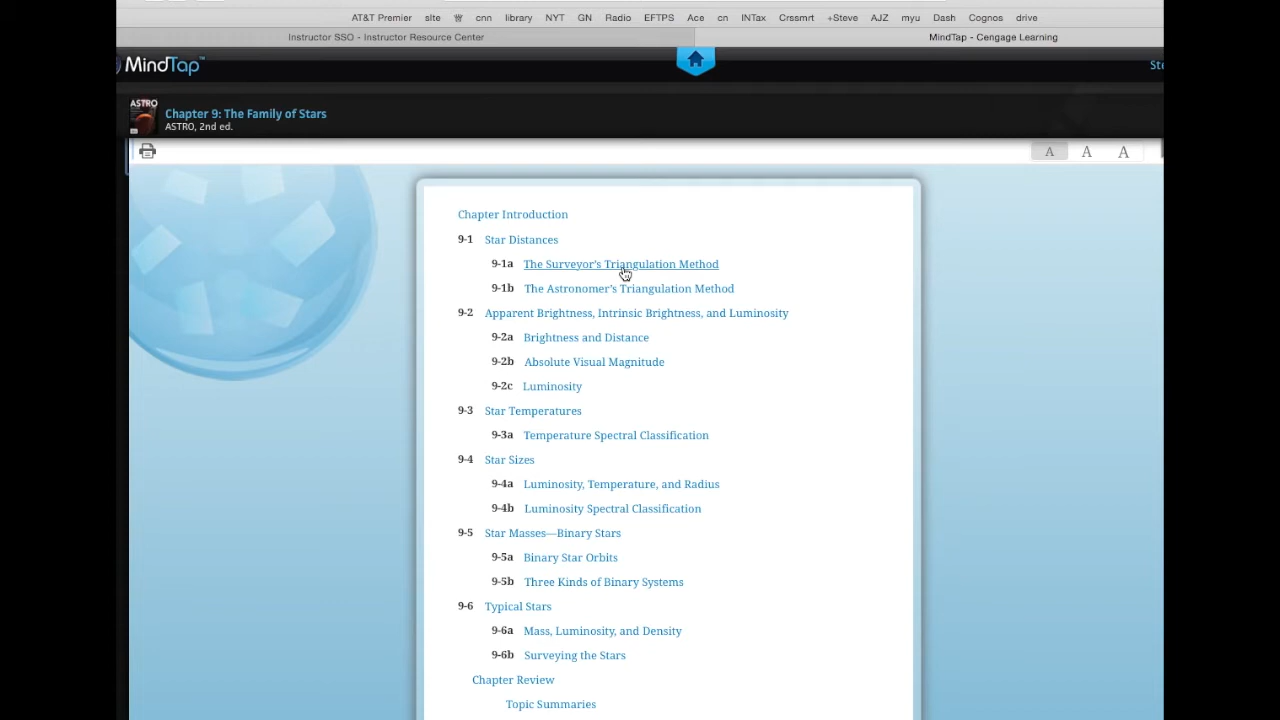 AT&T Premier site cnn library NYT GN Radio EFTPS Ace cn INTax Crssmrt +Steve AJZ myu Dash Cognos drive
Instructor SSO - Instructor Resource Center MindTap - Cengage Learning
MindTap™ Ste
ASTRO
Chapter 9: The Family of Stars
ASTRO, 2nd ed.
A A A
Chapter Introduction
9-1 Star Distances
9-1a The Surveyor's Triangulation Method
9-1b The Astronomer's Triangulation Method
9-2 Apparent Brightness, Intrinsic Brightness, and Luminosity
9-2a Brightness and Distance
9-2b Absolute Visual Magnitude
9-2c Luminosity
9-3 Star Temperatures
9-3a Temperature Spectral Classification
9-4 Star Sizes
9-4a Luminosity, Temperature, and Radius
9-4b Luminosity Spectral Classification
9-5 Star Masses—Binary Stars
9-5a Binary Star Orbits
9-5b Three Kinds of Binary Systems
9-6 Typical Stars
9-6a Mass, Luminosity, and Density
9-6b Surveying the Stars
Chapter Review
Topic Summaries